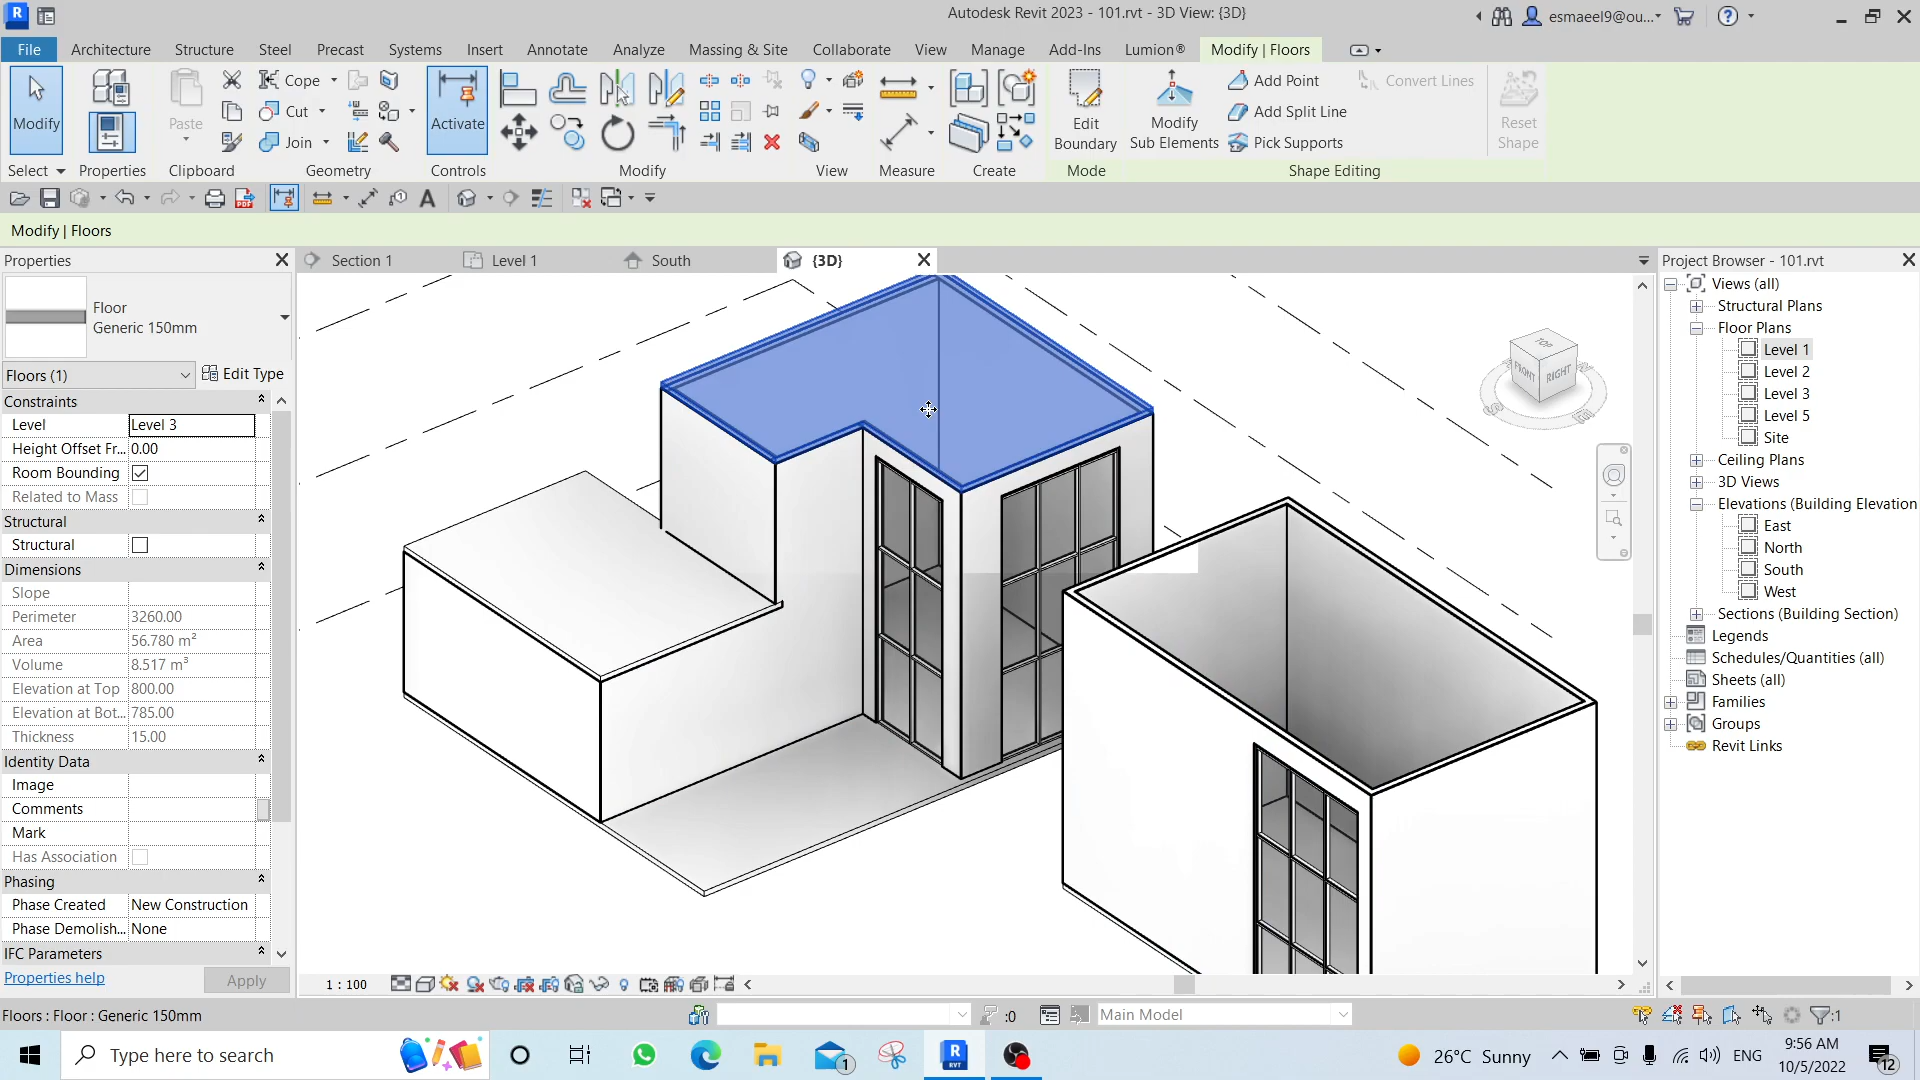 Autodesk Revit 2023 - 101.rvt - 3D View: {3D}
esmaeel9@ou...
File Architecture Structure Steel Precast Systems Insert Annotate Analyze Massing & Site Collaborate View Manage Add-Ins Lumion® Modify | Floors
Modify
Paste
Cope
Cut
Join
Activate
Edit Boundary
Modify Sub Elements
Add Point
Add Split Line
Pick Supports
Convert Lines
Reset Shape
Select Properties Clipboard Geometry Controls Modify View Measure Create Mode Shape Editing
Modify | Floors
Properties
Section 1
Level 1
South
{3D}
Project Browser - 101.rvt
Floor
Generic 150mm
Floors (1)
Edit Type
Constraints
Level Level 3
Height Offset Fr... 0.00
Room Bounding
Related to Mass
Structural
Structural
Dimensions
Slope
Perimeter 3260.00
Area 56.780 m²
Volume 8.517 m³
Elevation at Top 800.00
Elevation at Bot... 785.00
Thickness 15.00
Identity Data
Image
Comments
Mark
Has Association
Phasing
Phase Created New Construction
Phase Demolish... None
IFC Parameters
Properties help
Apply
TOP
FRONT
RIGHT
Views (all)
Structural Plans
Floor Plans
Level 1
Level 2
Level 3
Level 5
Site
Ceiling Plans
3D Views
Elevations (Building Elevation
East
North
South
West
Sections (Building Section)
Legends
Schedules/Quantities (all)
Sheets (all)
Families
Groups
Revit Links
1 : 100
Floors : Floor : Generic 150mm
:0
Main Model
:1
Type here to search
1
26°C Sunny
ENG
9:56 AM
10/5/2022
12